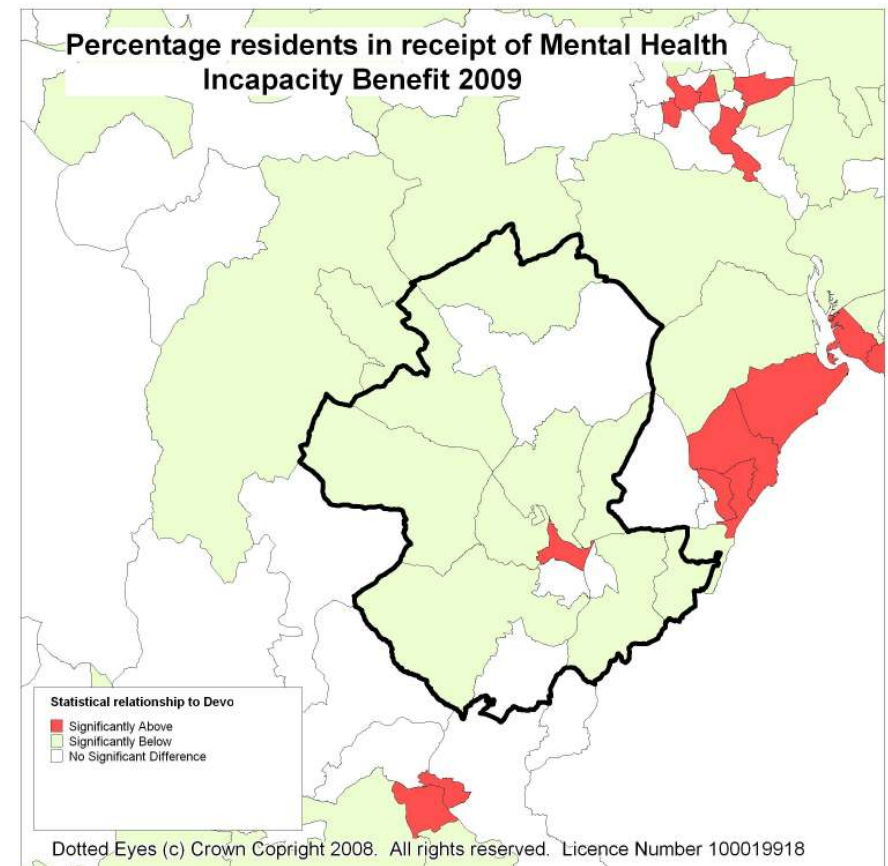 Percentage residents in receipt of Mental Health
Incapacity Benefit 2009
Statistical relationship to Devo
Significantly Above
Significantly Below
No Significant Difference
Dotted Eyes (c) Crown Copright 2008. All rights reserved. Licence Number 100019918